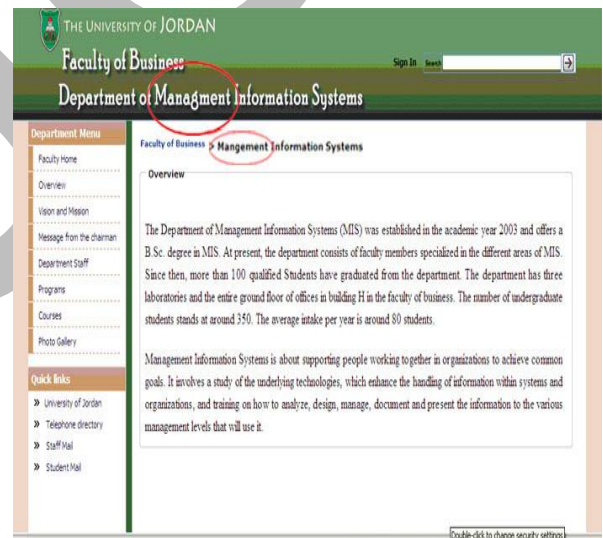 THE UNIVERSITY OF JORDAN
Faculty of Business
Sign In Search
Department of Managment Information Systems
Department Menu
Faculty Home
Overview
Vision and Mission
Message from the chairman
Department Staff
Programs
Courses
Photo Gallery
Quick links
» University of Jordan
» Telephone directory
» Staff Mail
» Student Mail
Faculty of Business > Mangement Information Systems
Overview
The Department of Management Information Systems (MIS) was established in the academic year 2003 and offers a
B.Sc. degree in MIS. At present, the department consists of faculty members specialized in the different areas of MIS.
Since then, more than 100 qualified Students have graduated from the department. The department has three
laboratories and the entire ground floor of offices in building H in the faculty of business. The number of undergraduate
students stands at around 350. The average intake per year is around 80 students.
Management Information Systems is about supporting people working together in organizations to achieve common
goals. It involves a study of the underlying technologies, which enhance the handling of information within systems and
organizations, and training on how to analyze, design, manage, document and present the information to the various
management levels that will use it.
Double-click to change security settings